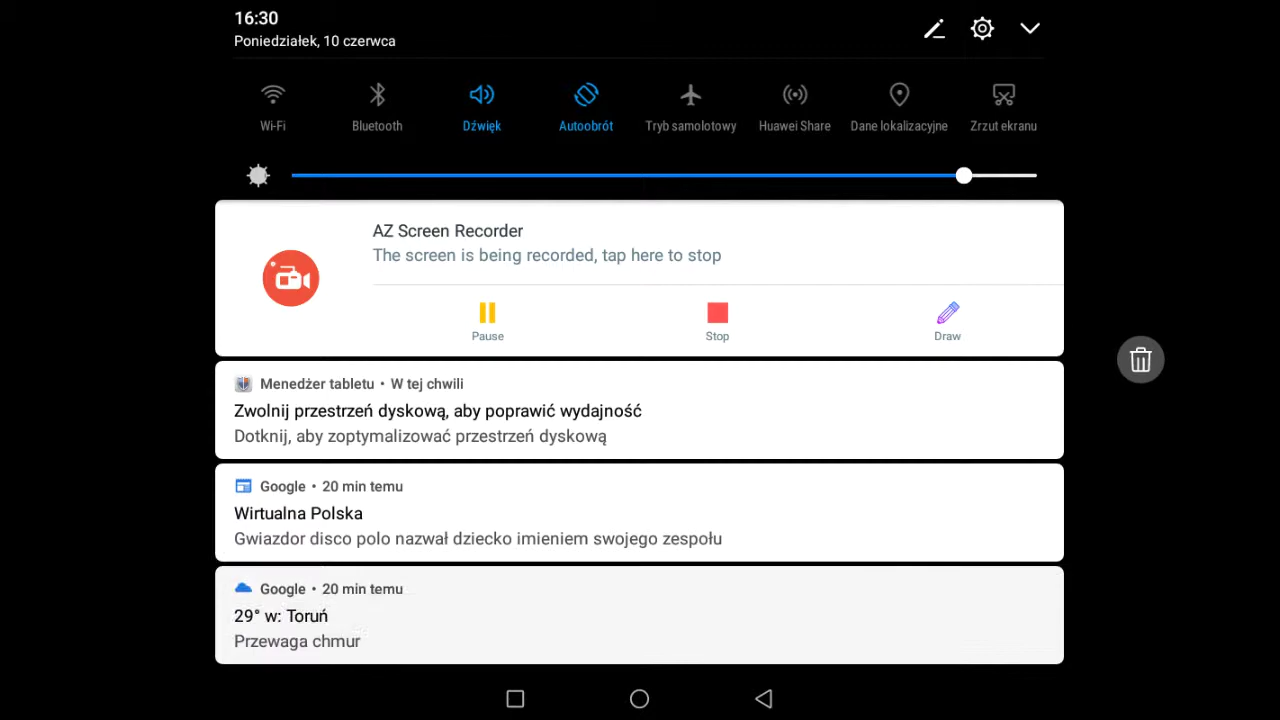 16:30
Poniedziałek, 10 czerwca
Wi-Fi
Bluetooth
Dźwięk
Autoobrót
Tryb samolotowy
Huawei Share
Dane lokalizacyjne
Zrzut ekranu
AZ Screen Recorder
The screen is being recorded, tap here to stop
Pause
Stop
Draw
Menedżer tabletu • W tej chwili
Zwolnij przestrzeń dyskową, aby poprawić wydajność
Dotknij, aby zoptymalizować przestrzeń dyskową
Google • 20 min temu
Wirtualna Polska
Gwiazdor disco polo nazwał dziecko imieniem swojego zespołu
Google • 20 min temu
29° w: Toruń
Przewaga chmur